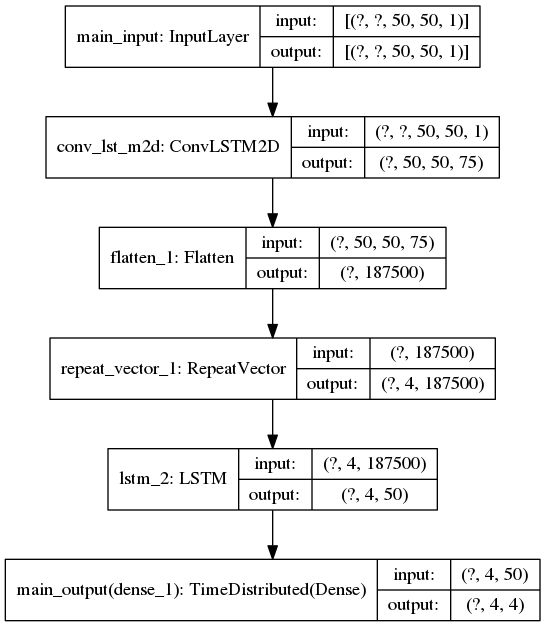 main_input: InputLayer
input:
[(?, ?, 50, 50, 1)]
output:
[(?, ?, 50, 50, 1)]
conv_lst_m2d: ConvLSTM2D
input:
(?, ?, 50, 50, 1)
output:
(?, 50, 50, 75)
flatten_1: Flatten
input:
(?, 50, 50, 75)
output:
(?, 187500)
repeat_vector_1: RepeatVector
input:
(?, 187500)
output:
(?, 4, 187500)
lstm_2: LSTM
input:
(?, 4, 187500)
output:
(?, 4, 50)
main_output(dense_1): TimeDistributed(Dense)
input:
(?, 4, 50)
output:
(?, 4, 4)